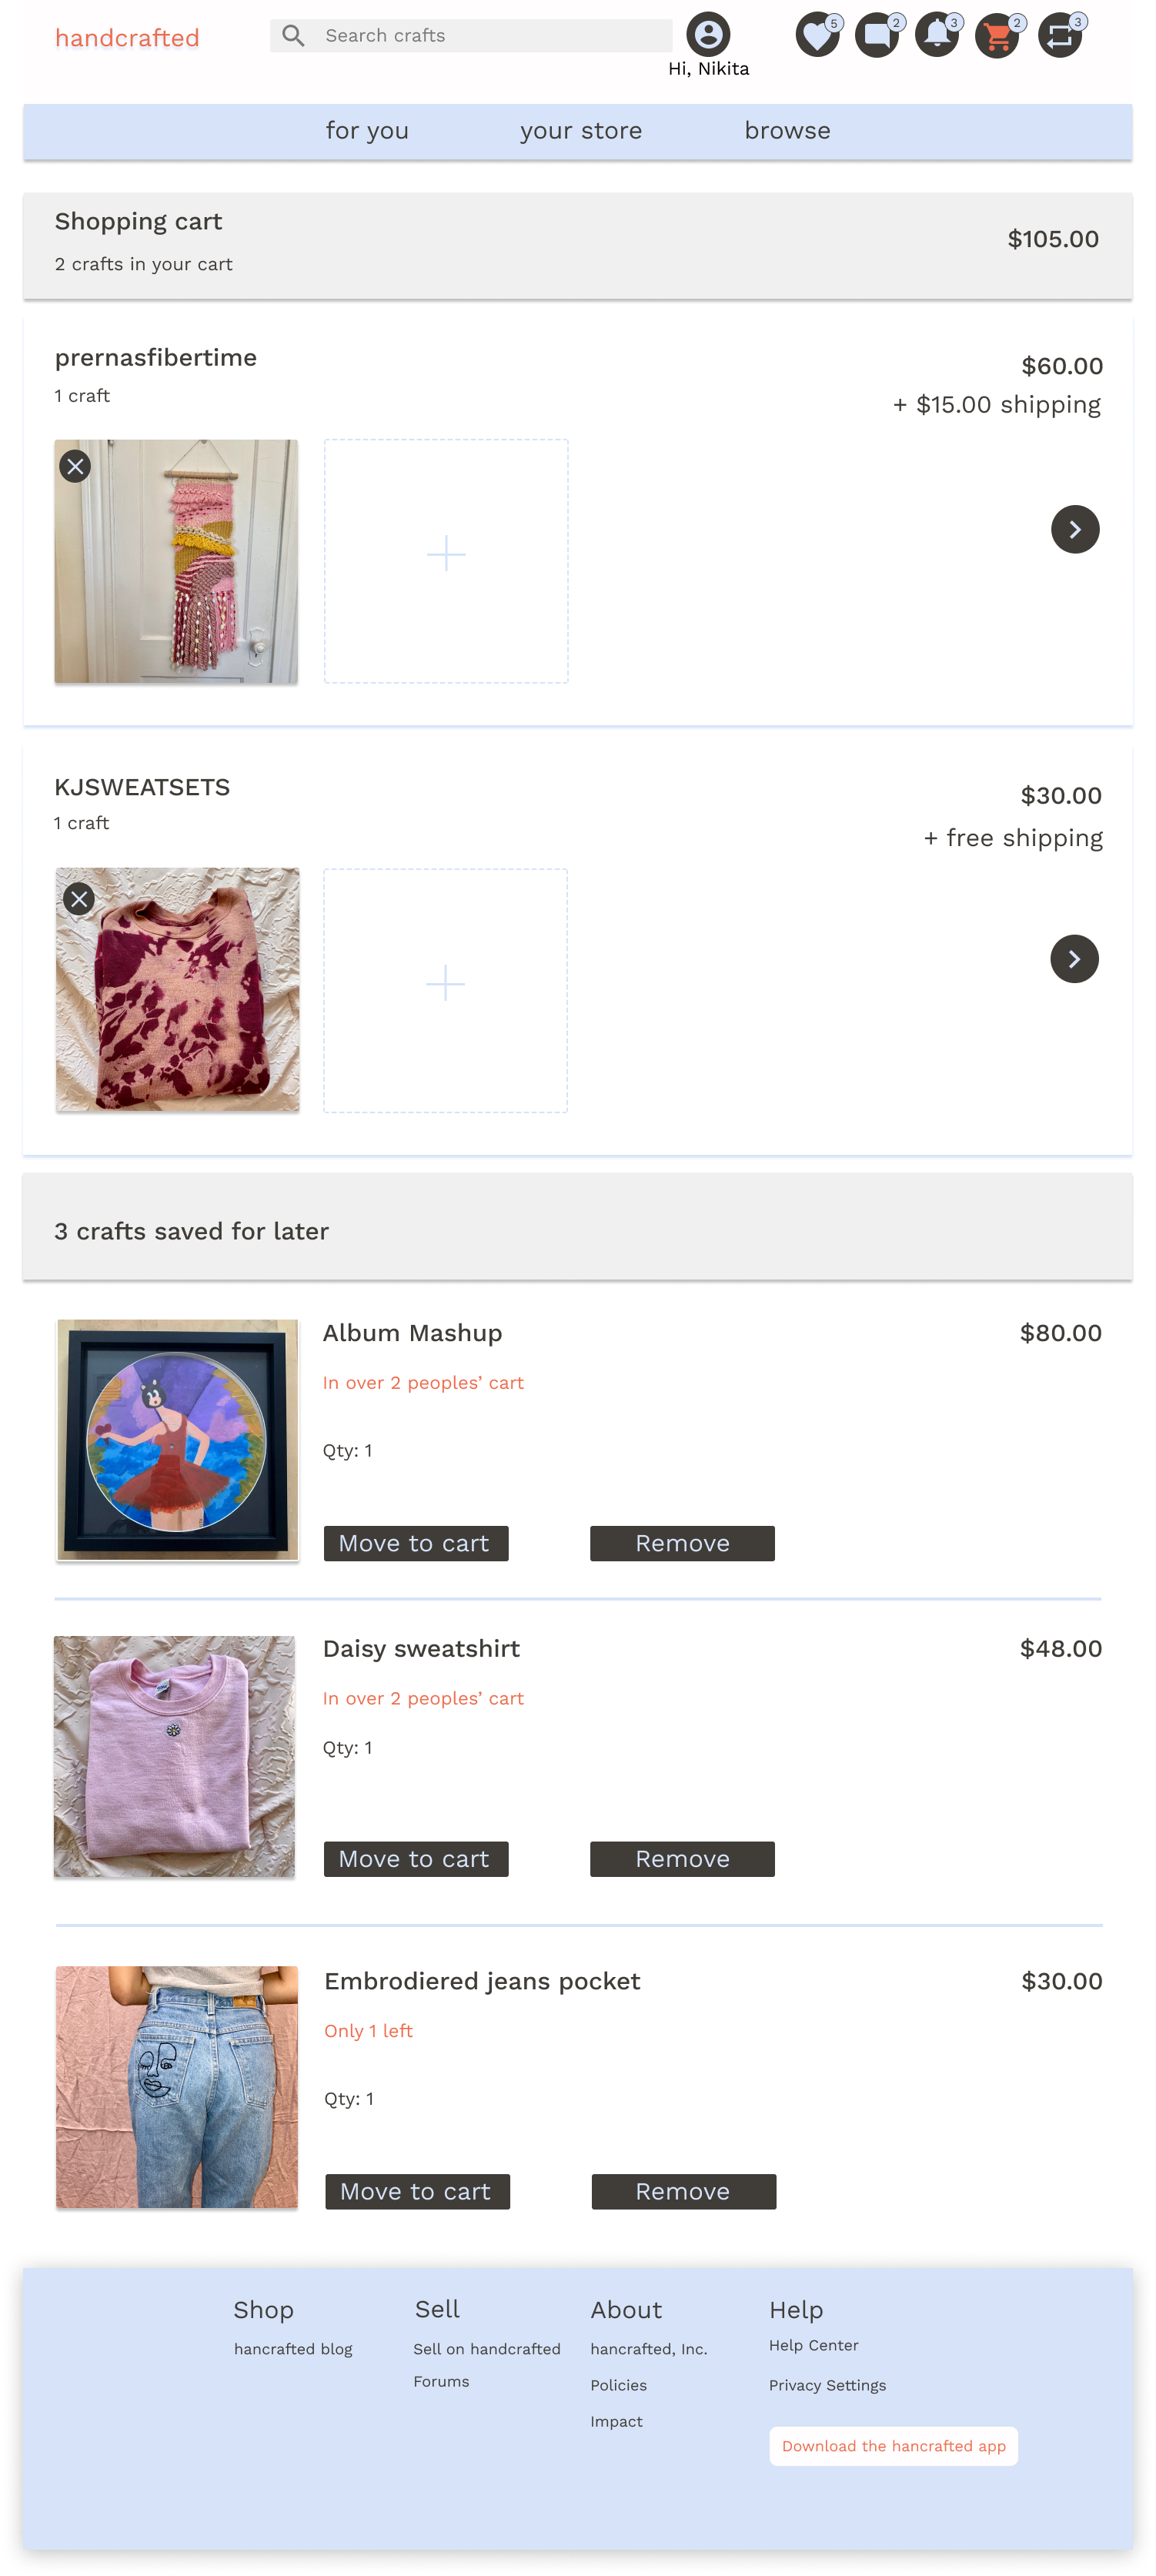 handcrafted
Search crafts
Hi, Nikita
5
2
3
2
3
for you your store browse
Shopping cart
2 crafts in your cart
$105.00
prernasfibertime
1 craft
$60.00
+ $15.00 shipping
KJSWEATSETS
1 craft
$30.00
+ free shipping
3 crafts saved for later
Album Mashup
$80.00
In over 2 peoples’ cart
Qty: 1
Move to cart Remove
Daisy sweatshirt
$48.00
In over 2 peoples’ cart
Qty: 1
Move to cart Remove
Embrodiered jeans pocket
$30.00
Only 1 left
Qty: 1
Move to cart Remove
Shop
hancrafted blog
Sell
Sell on handcrafted
Forums
About
hancrafted, Inc.
Policies
Impact
Help
Help Center
Privacy Settings
Download the hancrafted app